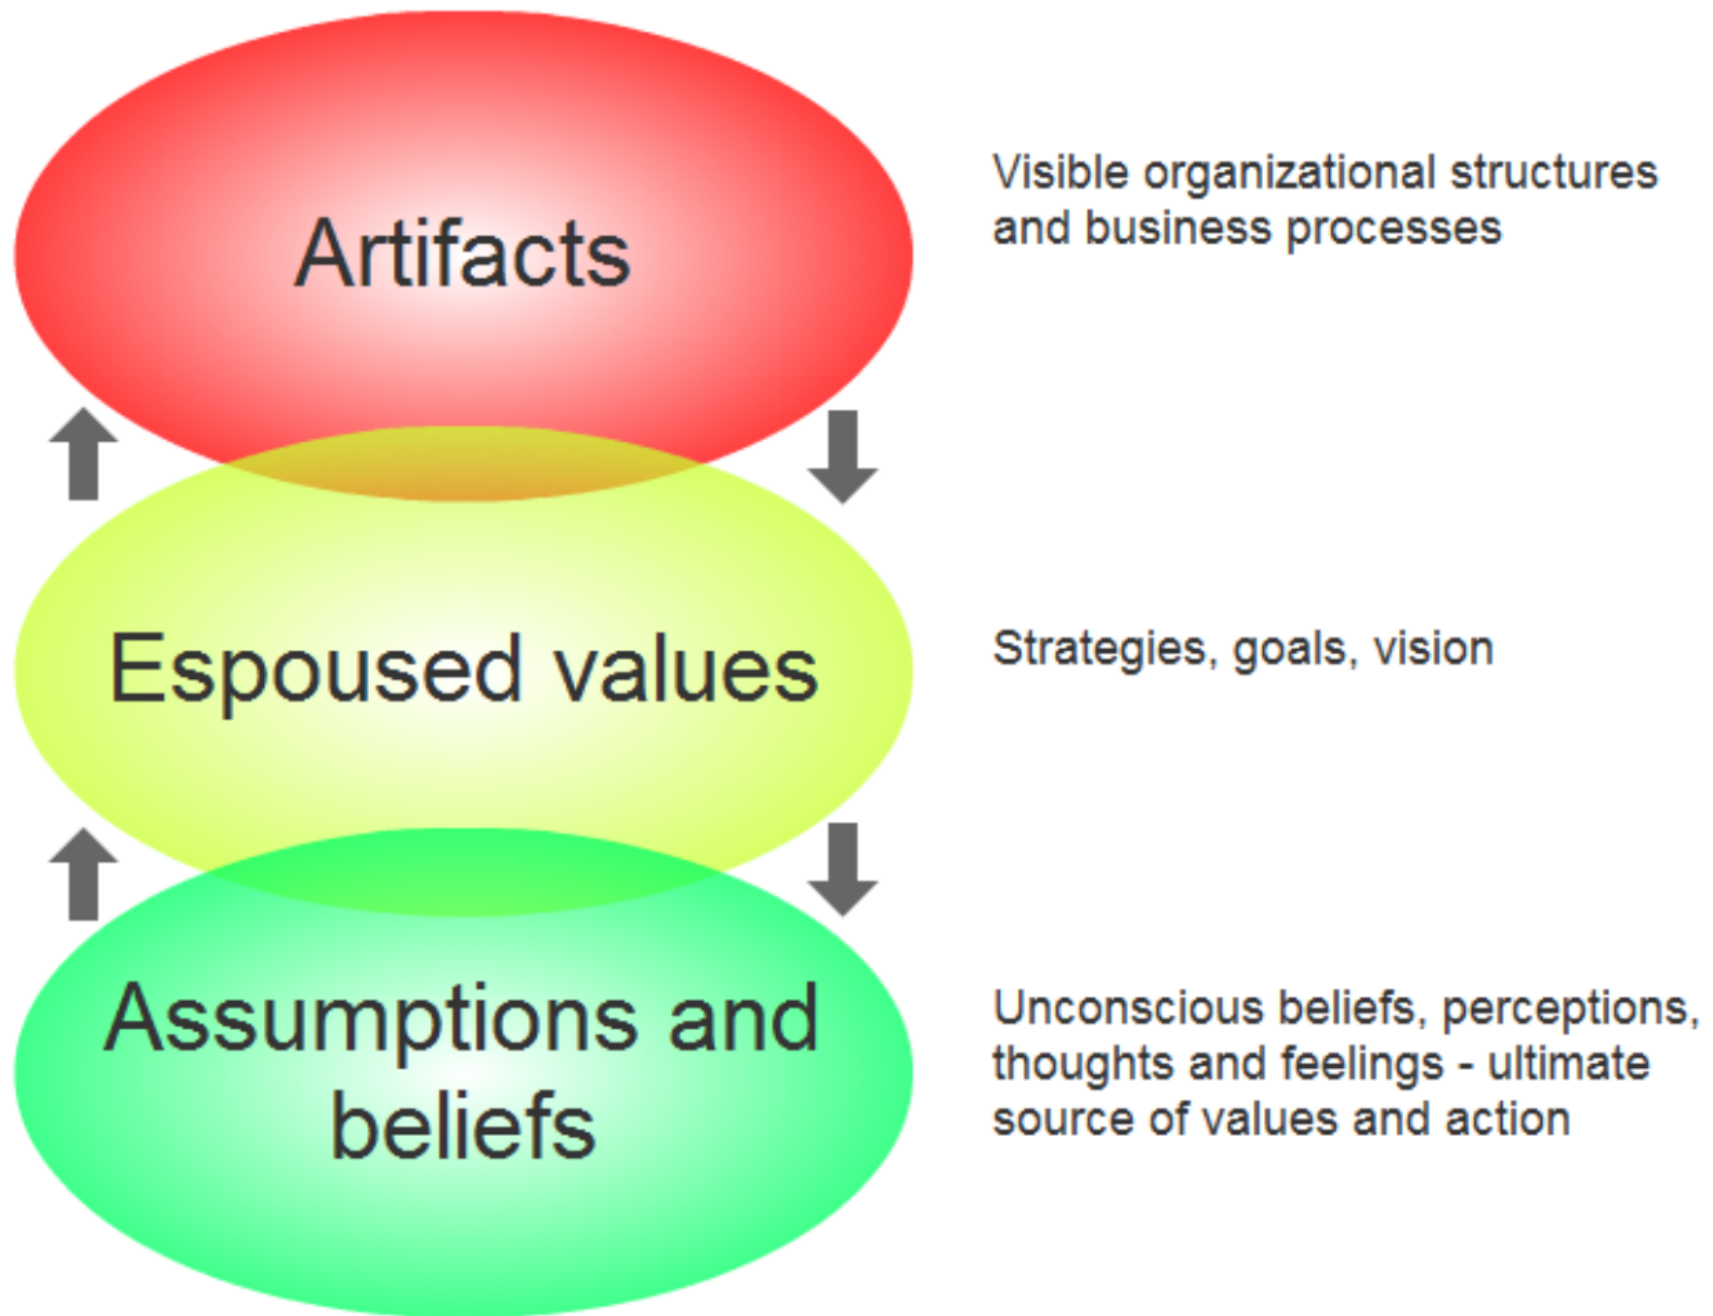 Artifacts
Visible organizational structures
and business processes
Espoused values
Strategies, goals, vision
Assumptions and
beliefs
Unconscious beliefs, perceptions,
thoughts and feelings - ultimate
source of values and action